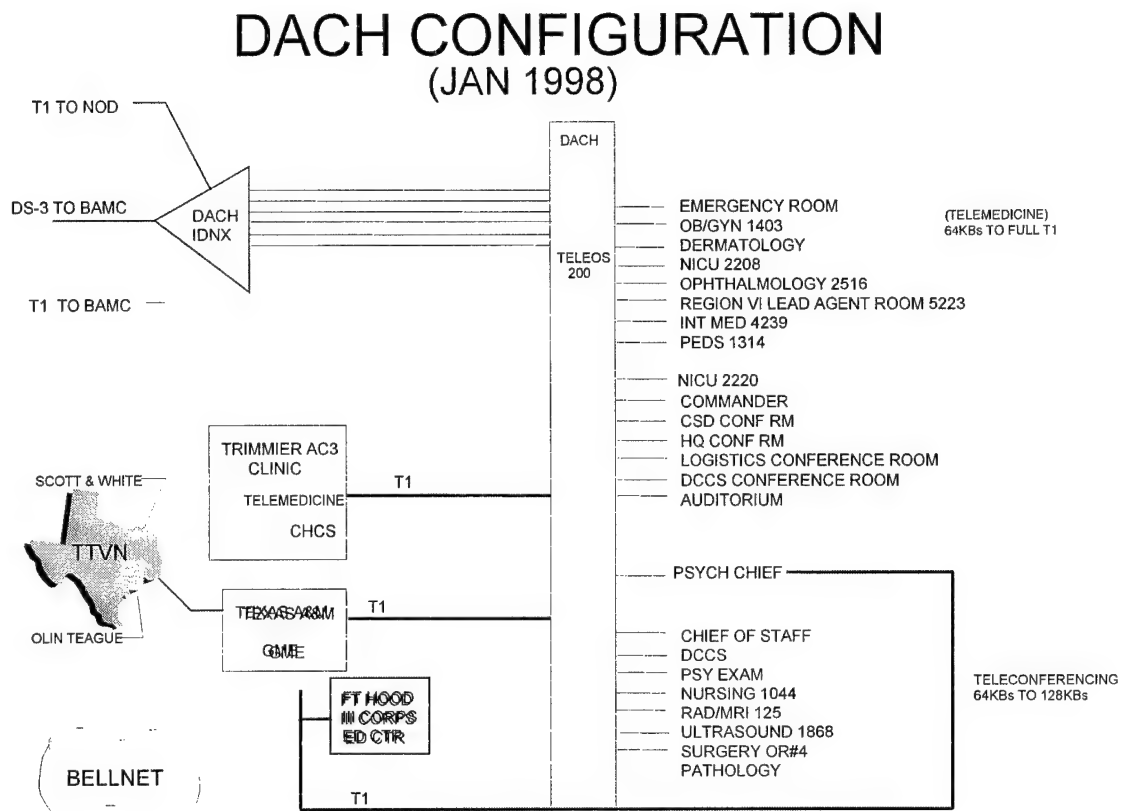 DACH CONFIGURATION
(JAN 1998)
T1 TO NOD
DS-3 TO BAMC
DACH
IDNX
T1 TO BAMC
DACH
TELEOS
200
EMERGENCY ROOM
OB/GYN 1403
DERMATOLOGY
NICU 2208
OPHTHALMOLOGY 2516
REGION VI LEAD AGENT ROOM 5223
INT MED 4239
PEDS 1314
(TELEMEDICINE)
64KBs TO FULL T1
NICU 2220
COMMANDER
CSD CONF RM
HQ CONF RM
LOGISTICS CONFERENCE ROOM
DCCS CONFERENCE ROOM
AUDITORIUM
TRIMMIER AC3
CLINIC
TELEMEDICINE
CHCS
T1
SCOTT & WHITE
TTVN
OLIN TEAGUE
TEXAS A&M
GME
T1
PSYCH CHIEF
CHIEF OF STAFF
DCCS
PSY EXAM
NURSING 1044
RAD/MRI 125
ULTRASOUND 1868
SURGERY OR#4
PATHOLOGY
TELECONFERENCING
64KBs TO 128KBs
FT HOOD
III CORPS
ED CTR
BELLNET
T1